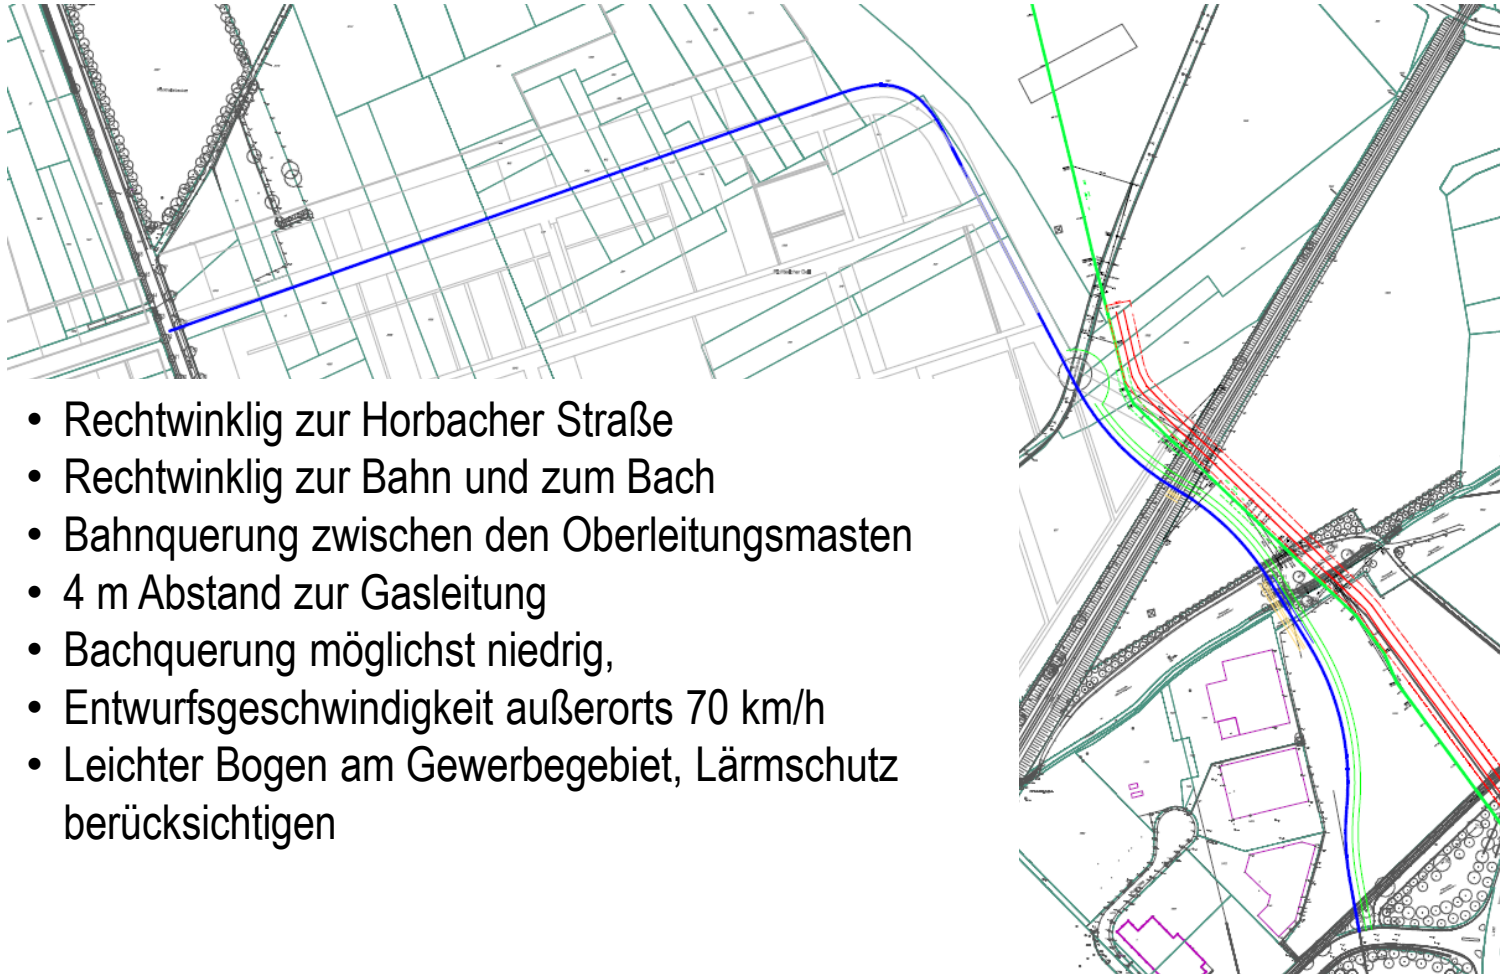 • Rechtwinklig zur Horbacher Straße
• Rechtwinklig zur Bahn und zum Bach
• Bahnquerung zwischen den Oberleitungsmasten
• 4 m Abstand zur Gasleitung
• Bachquerung möglichst niedrig,
• Entwurfsgeschwindigkeit außerorts 70 km/h
• Leichter Bogen am Gewerbegebiet, Lärmschutz
berücksichtigen